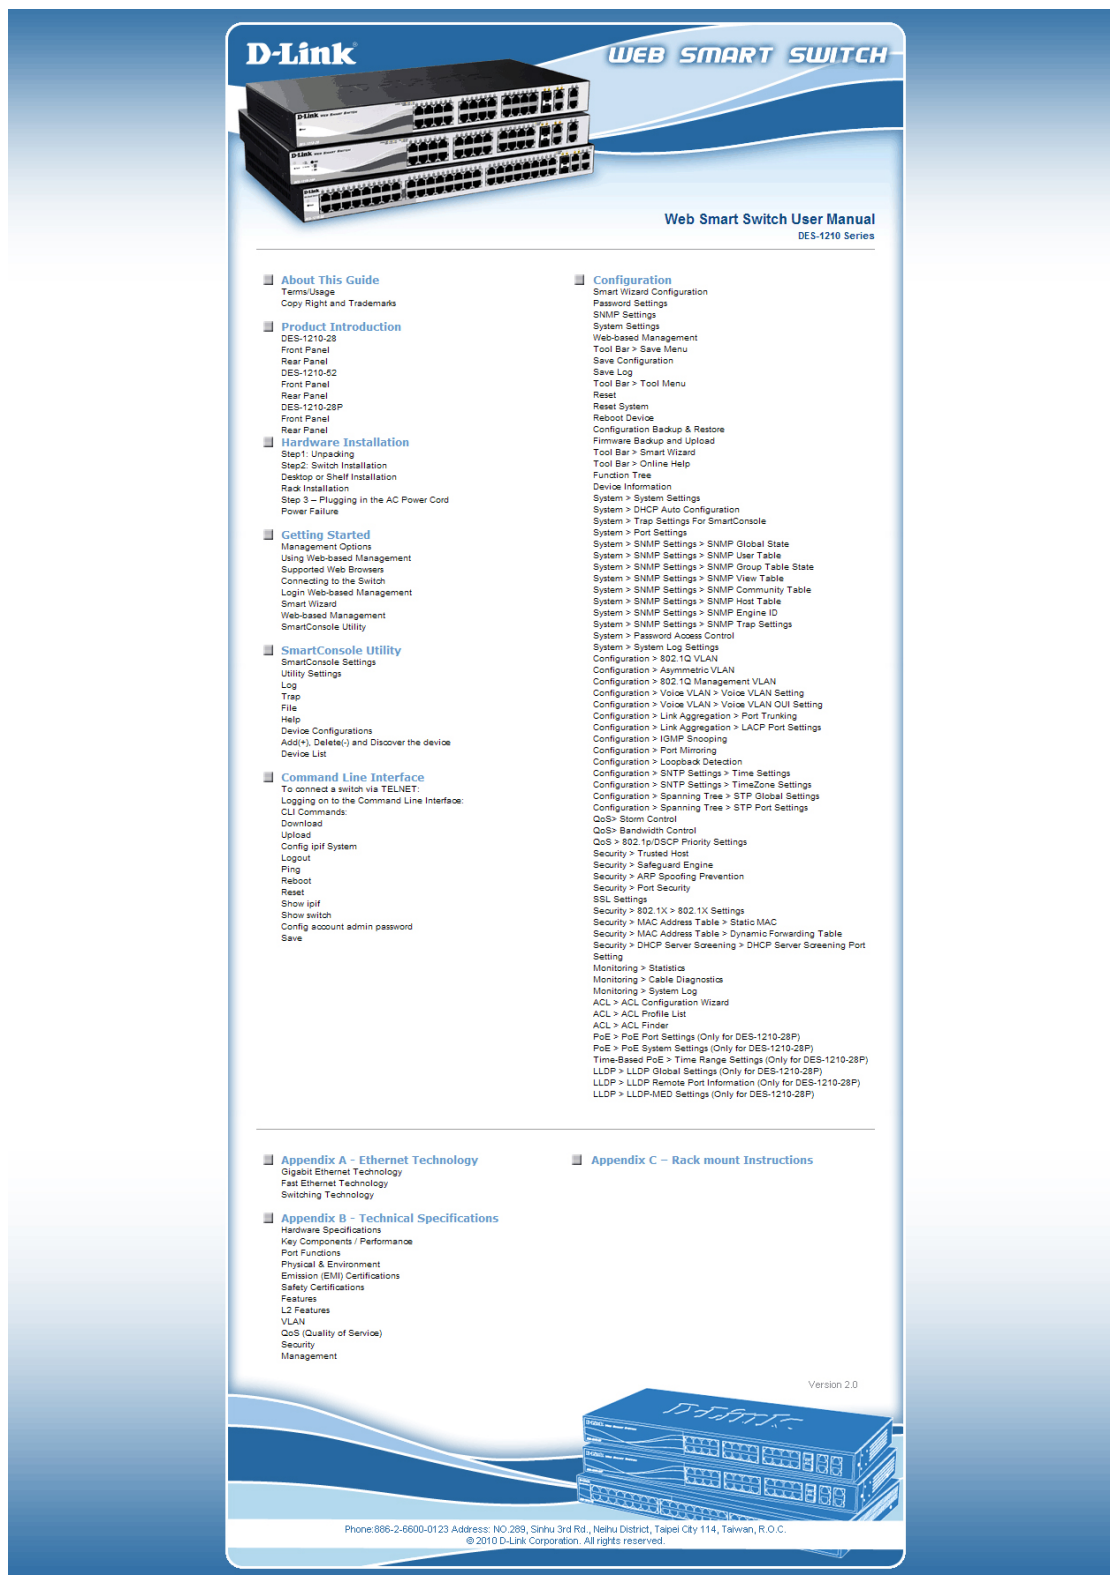 D-Link
WEB SMART SWITCH
Web Smart Switch User Manual
DES-1210 Series
About This Guide
Terms/Usage
Copy Right and Trademarks
Product Introduction
DES-1210-28
Front Panel
Rear Panel
DES-1210-52
Front Panel
Rear Panel
DES-1210-28P
Front Panel
Rear Panel
Hardware Installation
Step1: Unpacking
Step2: Switch Installation
Desktop or Shelf Installation
Rack Installation
Step 3 – Plugging in the AC Power Cord
Power Failure
Getting Started
Management Options
Using Web-based Management
Supported Web Browsers
Connecting to the Switch
Login Web-based Management
Smart Wizard
Web-based Management
SmartConsole Utility
SmartConsole Utility
SmartConsole Settings
Utility Settings
Log
Trap
File
Help
Device Configurations
Add(+), Delete(-) and Discover the device
Device List
Command Line Interface
To connect a switch via TELNET:
Logging on to the Command Line Interface:
CLI Commands:
Download
Upload
Config ipif System
Logout
Ping
Reboot
Reset
Show ipif
Show switch
Config account admin password
Save
Configuration
Smart Wizard Configuration
Password Settings
SNMP Settings
System Settings
Web-based Management
Tool Bar > Save Menu
Save Configuration
Save Log
Tool Bar > Tool Menu
Reset
Reset System
Reboot Device
Configuration Backup & Restore
Firmware Backup and Upload
Tool Bar > Smart Wizard
Tool Bar > Online Help
Function Tree
Device Information
System > System Settings
System > DHCP Auto Configuration
System > Trap Settings For SmartConsole
System > Port Settings
System > SNMP Settings > SNMP Global State
System > SNMP Settings > SNMP User Table
System > SNMP Settings > SNMP Group Table State
System > SNMP Settings > SNMP View Table
System > SNMP Settings > SNMP Community Table
System > SNMP Settings > SNMP Host Table
System > SNMP Settings > SNMP Engine ID
System > SNMP Settings > SNMP Trap Settings
System > Password Access Control
System > System Log Settings
Configuration > 802.1Q VLAN
Configuration > Asymmetric VLAN
Configuration > 802.1Q Management VLAN
Configuration > Voice VLAN > Voice VLAN Setting
Configuration > Voice VLAN > Voice VLAN OUI Setting
Configuration > Link Aggregation > Port Trunking
Configuration > Link Aggregation > LACP Port Settings
Configuration > IGMP Snooping
Configuration > Port Mirroring
Configuration > Loopback Detection
Configuration > SNTP Settings > Time Settings
Configuration > SNTP Settings > TimeZone Settings
Configuration > Spanning Tree > STP Global Settings
Configuration > Spanning Tree > STP Port Settings
QoS> Storm Control
QoS> Bandwidth Control
QoS > 802.1p/DSCP Priority Settings
Security > Trusted Host
Security > Safeguard Engine
Security > ARP Spoofing Prevention
Security > Port Security
SSL Settings
Security > 802.1X > 802.1X Settings
Security > MAC Address Table > Static MAC
Security > MAC Address Table > Dynamic Forwarding Table
Security > DHCP Server Screening > DHCP Server Screening Port
Setting
Monitoring > Statistics
Monitoring > Cable Diagnostics
Monitoring > System Log
ACL > ACL Configuration Wizard
ACL > ACL Profile List
ACL > ACL Finder
PoE > PoE Port Settings (Only for DES-1210-28P)
PoE > PoE System Settings (Only for DES-1210-28P)
Time-Based PoE > Time Range Settings (Only for DES-1210-28P)
LLDP > LLDP Global Settings (Only for DES-1210-28P)
LLDP > LLDP Remote Port Information (Only for DES-1210-28P)
LLDP > LLDP-MED Settings (Only for DES-1210-28P)
Appendix A - Ethernet Technology
Gigabit Ethernet Technology
Fast Ethernet Technology
Switching Technology
Appendix B - Technical Specifications
Hardware Specifications
Key Components / Performance
Port Functions
Physical & Environment
Emission (EMI) Certifications
Safety Certifications
Features
L2 Features
VLAN
QoS (Quality of Service)
Security
Management
Appendix C – Rack mount Instructions
Version 2.0
Phone:886-2-6600-0123 Address: NO.289, Sinhu 3rd Rd., Neihu District, Taipei City 114, Taiwan, R.O.C.
© 2010 D-Link Corporation. All rights reserved.